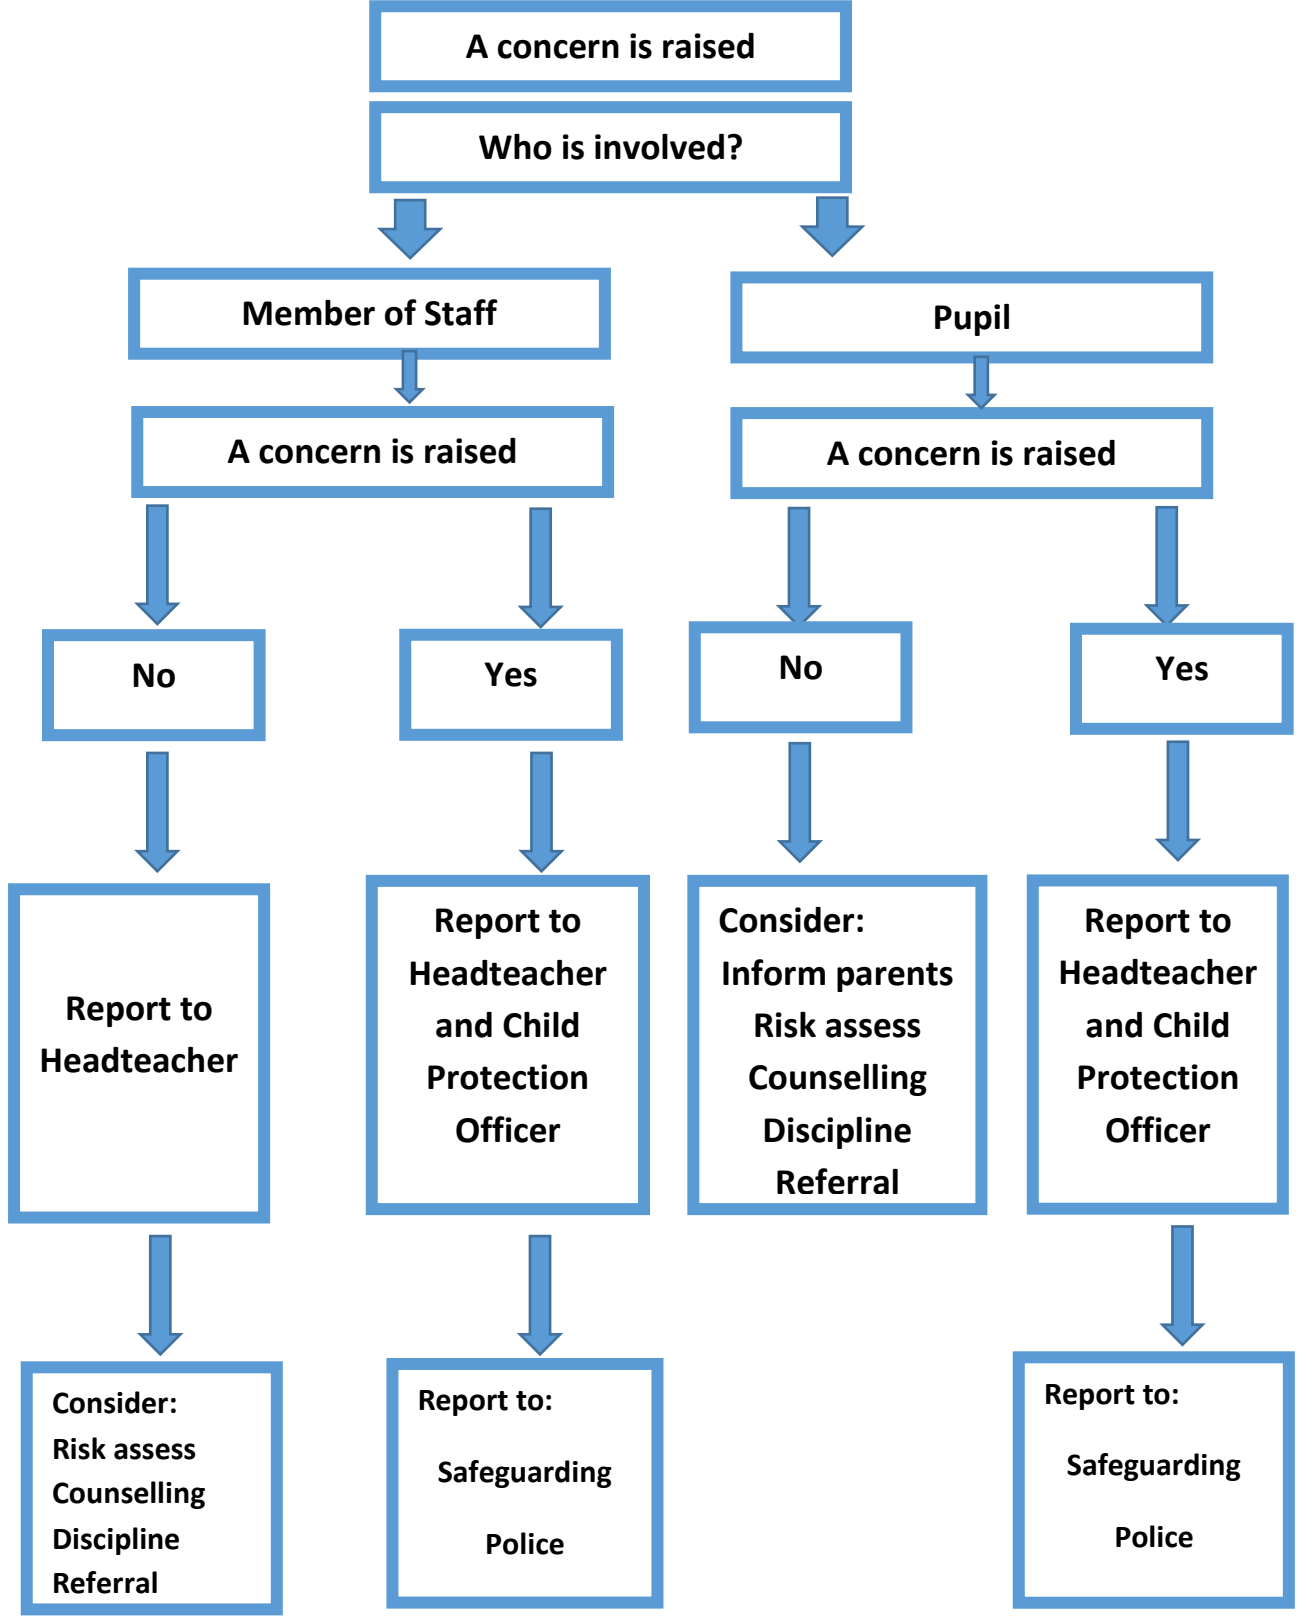 A concern is raised
Who is involved?
Member of Staff
Pupil
A concern is raised
A concern is raised
No
Yes
No
Yes
Report to
Headteacher
Report to
Headteacher
and Child
Protection
Officer
Consider:
Inform parents
Risk assess
Counselling
Discipline
Referral
Report to
Headteacher
and Child
Protection
Officer
Consider:
Risk assess
Counselling
Discipline
Referral
Report to:
Safeguarding
Police
Report to:
Safeguarding
Police